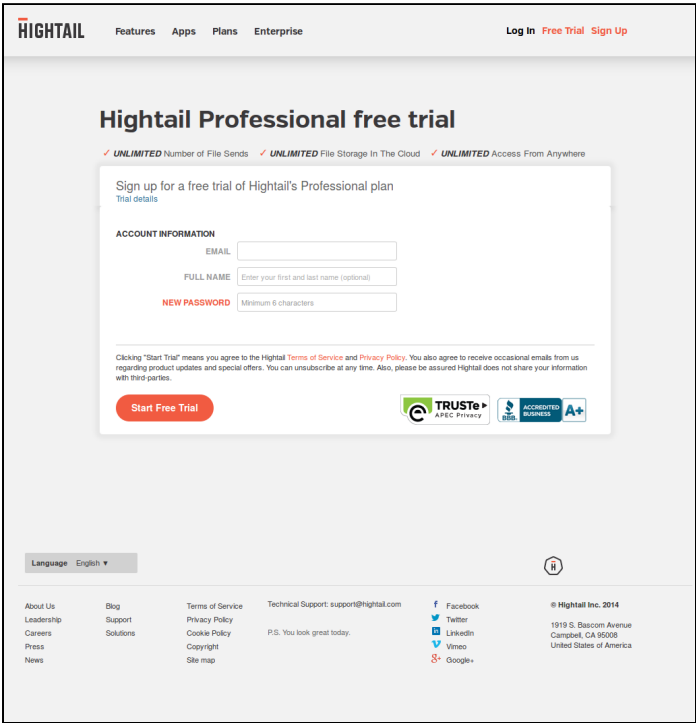 HIGHTAIL Features Apps Plans Enterprise Log In Free Trial Sign Up
Hightail Professional free trial
✓ UNLIMITED Number of File Sends ✓ UNLIMITED File Storage In The Cloud ✓ UNLIMITED Access From Anywhere
Sign up for a free trial of Hightail's Professional plan
Trial details
ACCOUNT INFORMATION
EMAIL
FULL NAME Enter your first and last name (optional)
NEW PASSWORD Minimum 6 characters
Clicking "Start Trial" means you agree to the Hightail Terms of Service and Privacy Policy. You also agree to receive occasional emails from us
regarding product updates and special offers. You can unsubscribe at any time. Also, please be assured Hightail does not share your information
with third-parties.
Start Free Trial
TRUSTe
APEC Privacy
BBB.
ACCREDITED
BUSINESS
A+
Language English ▼
H
About Us
Leadership
Careers
Press
News
Blog
Support
Solutions
Terms of Service
Privacy Policy
Cookie Policy
Copyright
Site map
Technical Support: support@hightail.com
P.S. You look great today.
Facebook
Twitter
LinkedIn
Vimeo
Google+
© Hightail Inc. 2014
1919 S. Bascom Avenue
Campbell, CA 95008
United States of America